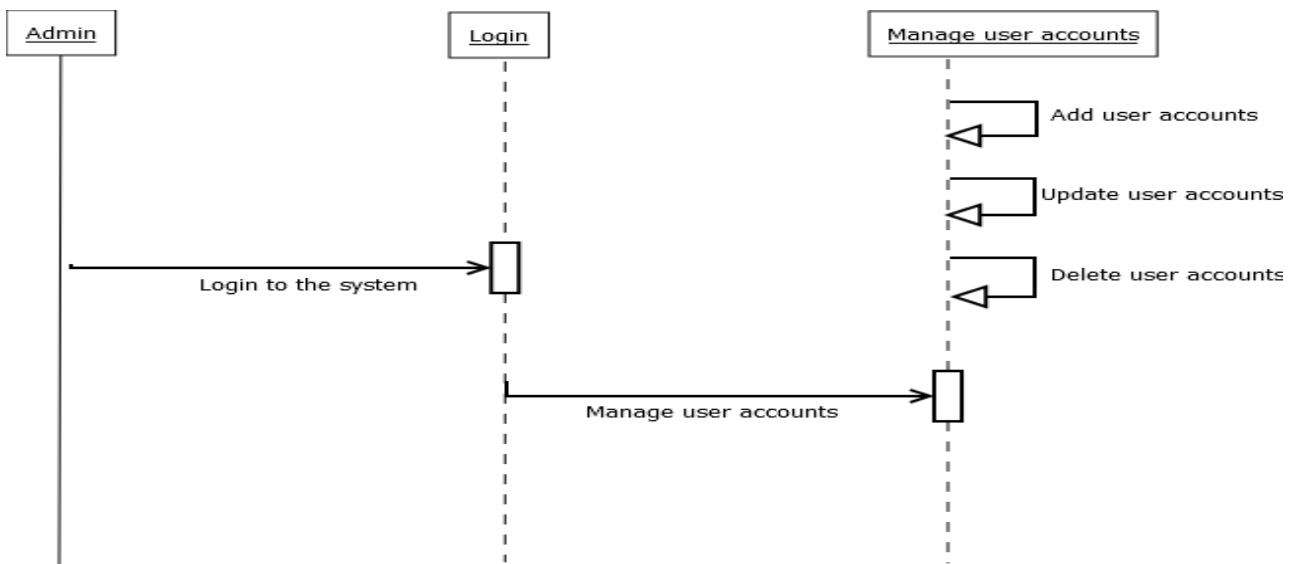 Admin
Login
Manage user accounts
Add user accounts
Update user accounts
Delete user accounts
Login to the system
Manage user accounts